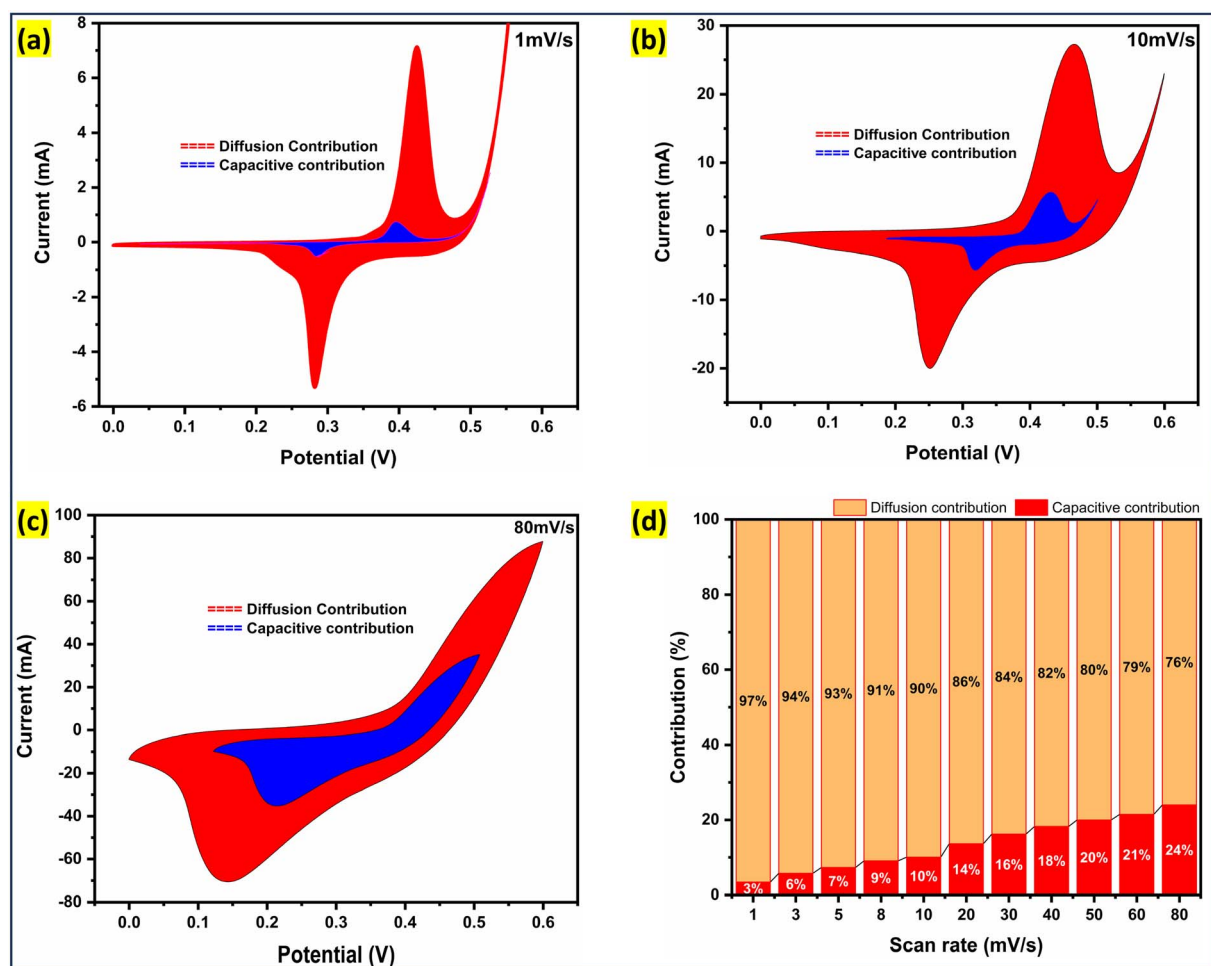 (a)
1mV/s
Diffusion Contribution
Capacitive contribution
8
6
4
2
0
-2
-4
-6
0.0 0.1 0.2 0.3 0.4 0.5 0.6
Current (mA)
Potential (V)
(b)
10mV/s
Diffusion Contribution
Capacitive contribution
30
20
10
0
-10
-20
0.0 0.1 0.2 0.3 0.4 0.5 0.6
Current (mA)
Potential (V)
(c)
80mV/s
Diffusion Contribution
Capacitive contribution
100
80
60
40
20
0
-20
-40
-60
-80
0.0 0.1 0.2 0.3 0.4 0.5 0.6
Current (mA)
Potential (V)
(d)
Diffusion contribution Capacitive contribution
100
80
60
40
20
0
97% 94% 93% 91% 90% 86% 84% 82% 80% 79% 76%
3% 6% 7% 9% 10% 14% 16% 18% 20% 21% 24%
1 3 5 8 10 20 30 40 50 60 80
Contribution (%)
Scan rate (mV/s)